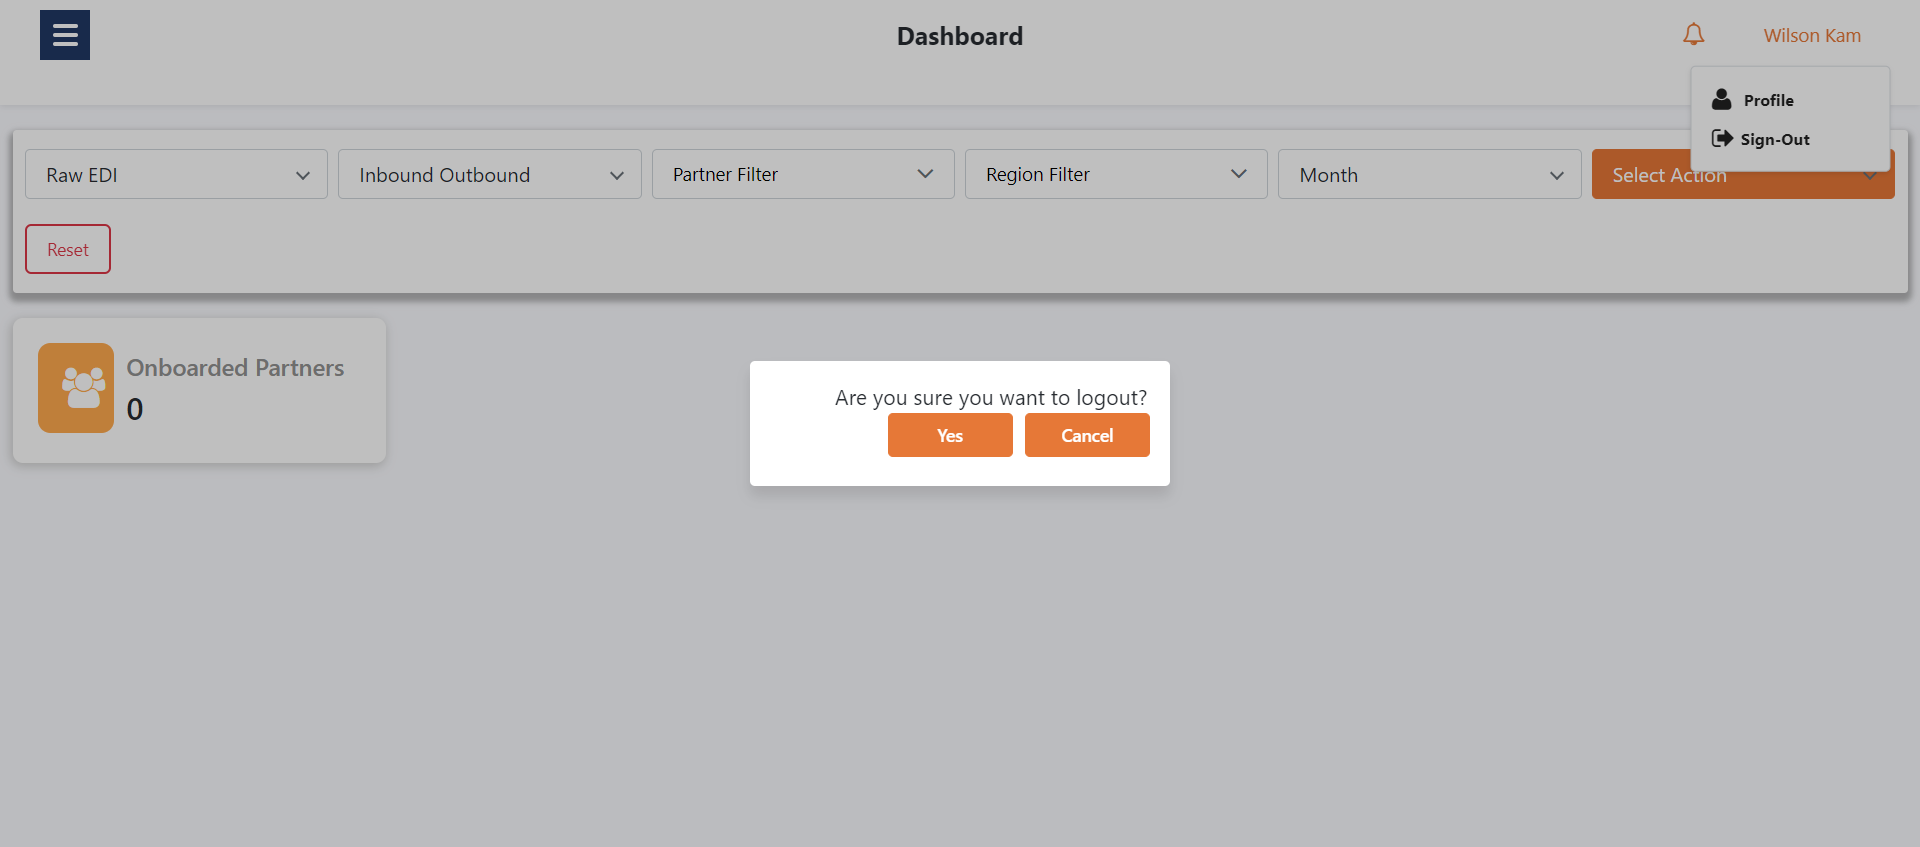 Dashboard
Wilson Kam
Profile
Sign-Out
Raw EDI
Inbound Outbound
Partner Filter
Region Filter
Month
Select Action
Reset
Onboarded Partners
0
Are you sure you want to logout?
Yes
Cancel